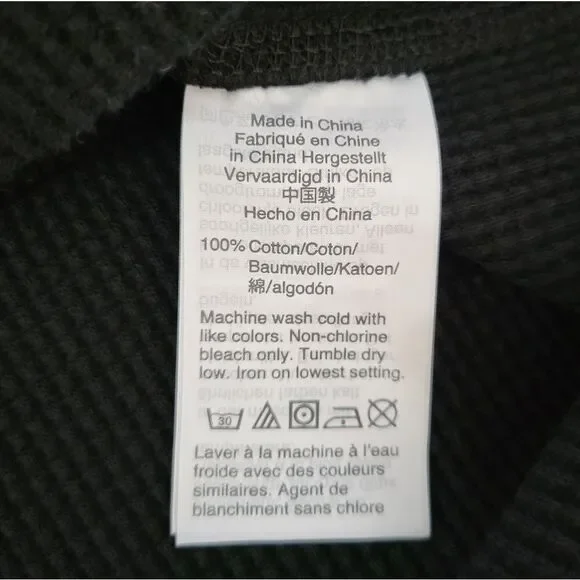 Made in China
Fabriqué en Chine
in China Hergestellt
Vervaardigd in China
中国製
Hecho en China
100% Cotton/Coton/
Baumwolle/Katoen/
綿/algodón
Machine wash cold with
like colors. Non-chlorine
bleach only. Tumble dry
low. Iron on lowest setting.
30
Laver à la machine à l'eau
froide avec des couleurs
similaires. Agent de
blanchiment sans chlore